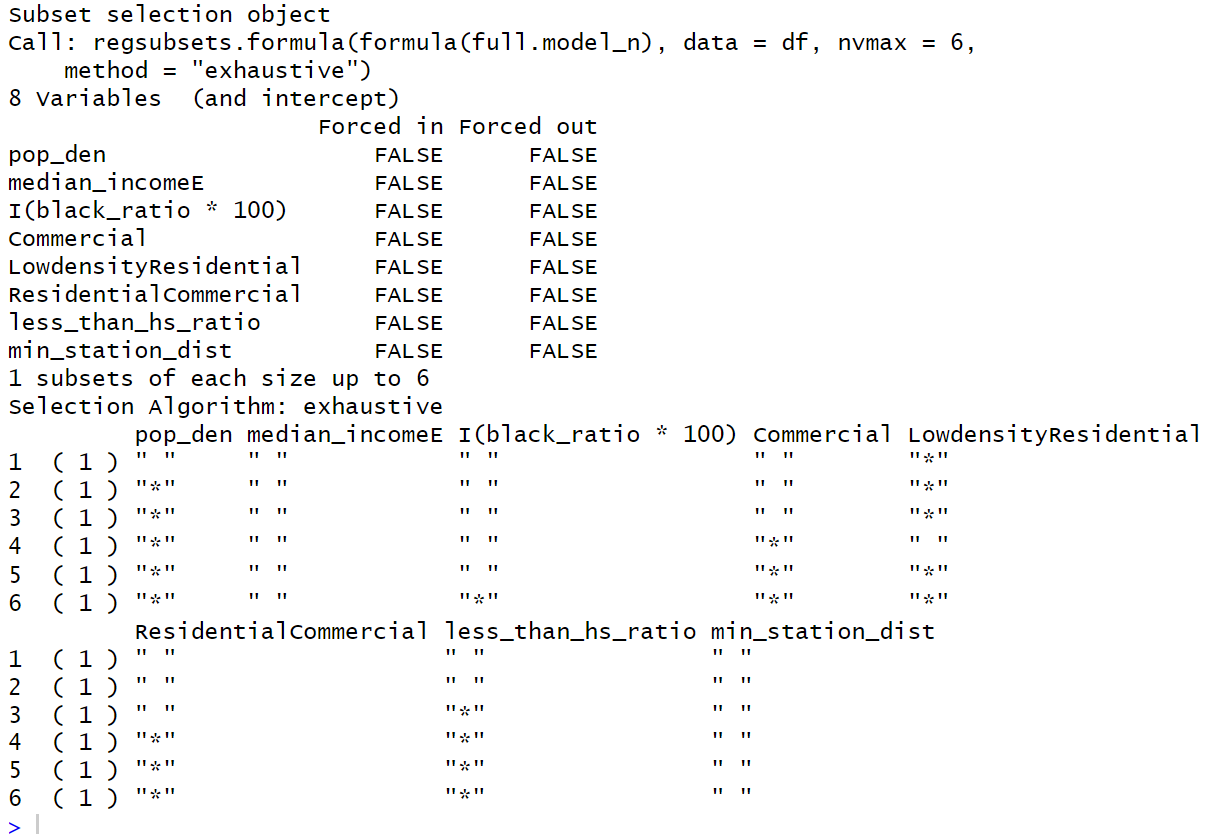 Subset selection object
Call: regsubsets.formula(formula(full.model_n), data = df, nvmax = 6,
    method = "exhaustive")
8 Variables  (and intercept)
                      Forced in Forced out
pop_den                   FALSE      FALSE
median_incomeE            FALSE      FALSE
I(black_ratio * 100)      FALSE      FALSE
Commercial                FALSE      FALSE
LowdensityResidential     FALSE      FALSE
ResidentialCommercial     FALSE      FALSE
less_than_hs_ratio        FALSE      FALSE
min_station_dist          FALSE      FALSE
1 subsets of each size up to 6
Selection Algorithm: exhaustive
         pop_den median_incomeE I(black_ratio * 100) Commercial LowdensityResidential
1  ( 1 ) " "     " "            " "                  " "        "*"
2  ( 1 ) "*"     " "            " "                  " "        "*"
3  ( 1 ) "*"     " "            " "                  " "        "*"
4  ( 1 ) "*"     " "            " "                  "*"        " "
5  ( 1 ) "*"     " "            " "                  "*"        "*"
6  ( 1 ) "*"     " "            "*"                  "*"        "*"
         ResidentialCommercial less_than_hs_ratio min_station_dist
1  ( 1 ) " "                   " "                " "
2  ( 1 ) " "                   " "                " "
3  ( 1 ) " "                   "*"                " "
4  ( 1 ) "*"                   "*"                " "
5  ( 1 ) "*"                   "*"                " "
6  ( 1 ) "*"                   "*"                " "
>